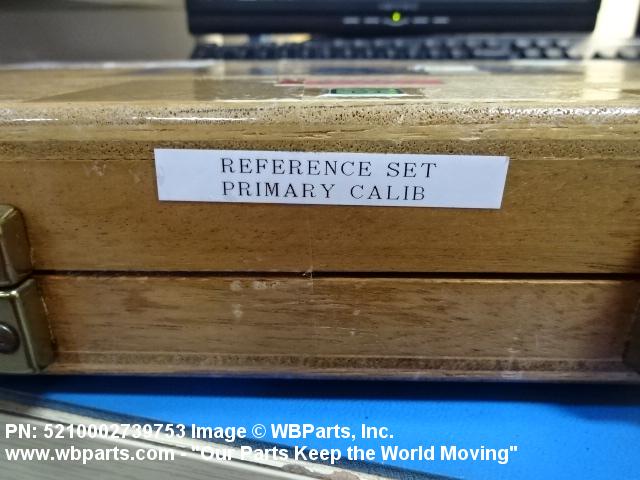 REFERENCE SET
PRIMARY CALIB
PN: 5210002739753 Image © WBParts, Inc.
www.wbparts.com - "Our Parts Keep the World Moving"